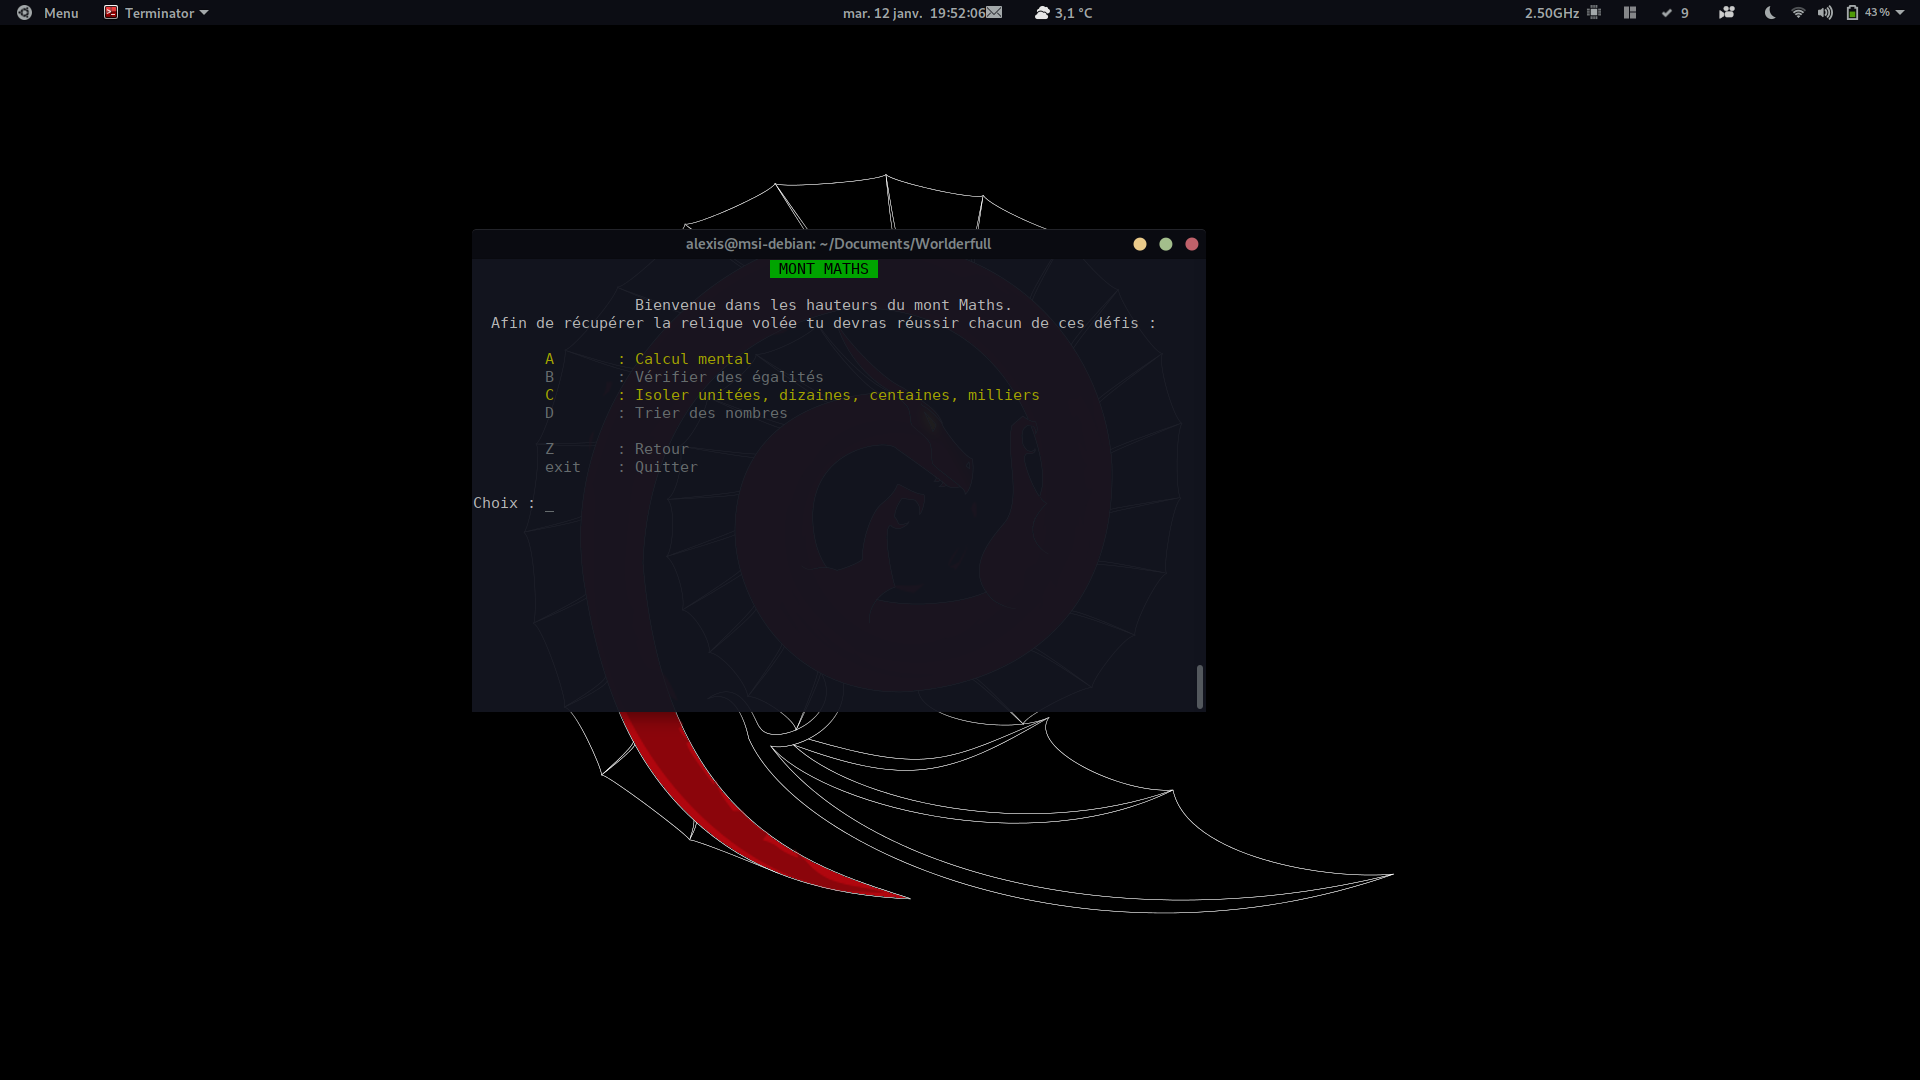 Menu Terminator mar. 12 janv. 19:52:06 3,1 °C 2.50GHz 9 43 %
alexis@msi-debian: ~/Documents/Worlderfull
MONT MATHS
Bienvenue dans les hauteurs du mont Maths.
Afin de récupérer la relique volée tu devras réussir chacun de ces défis :
A : Calcul mental
B : Vérifier des égalités
C : Isoler unitées, dizaines, centaines, milliers
D : Trier des nombres
Z : Retour
exit : Quitter
Choix : _